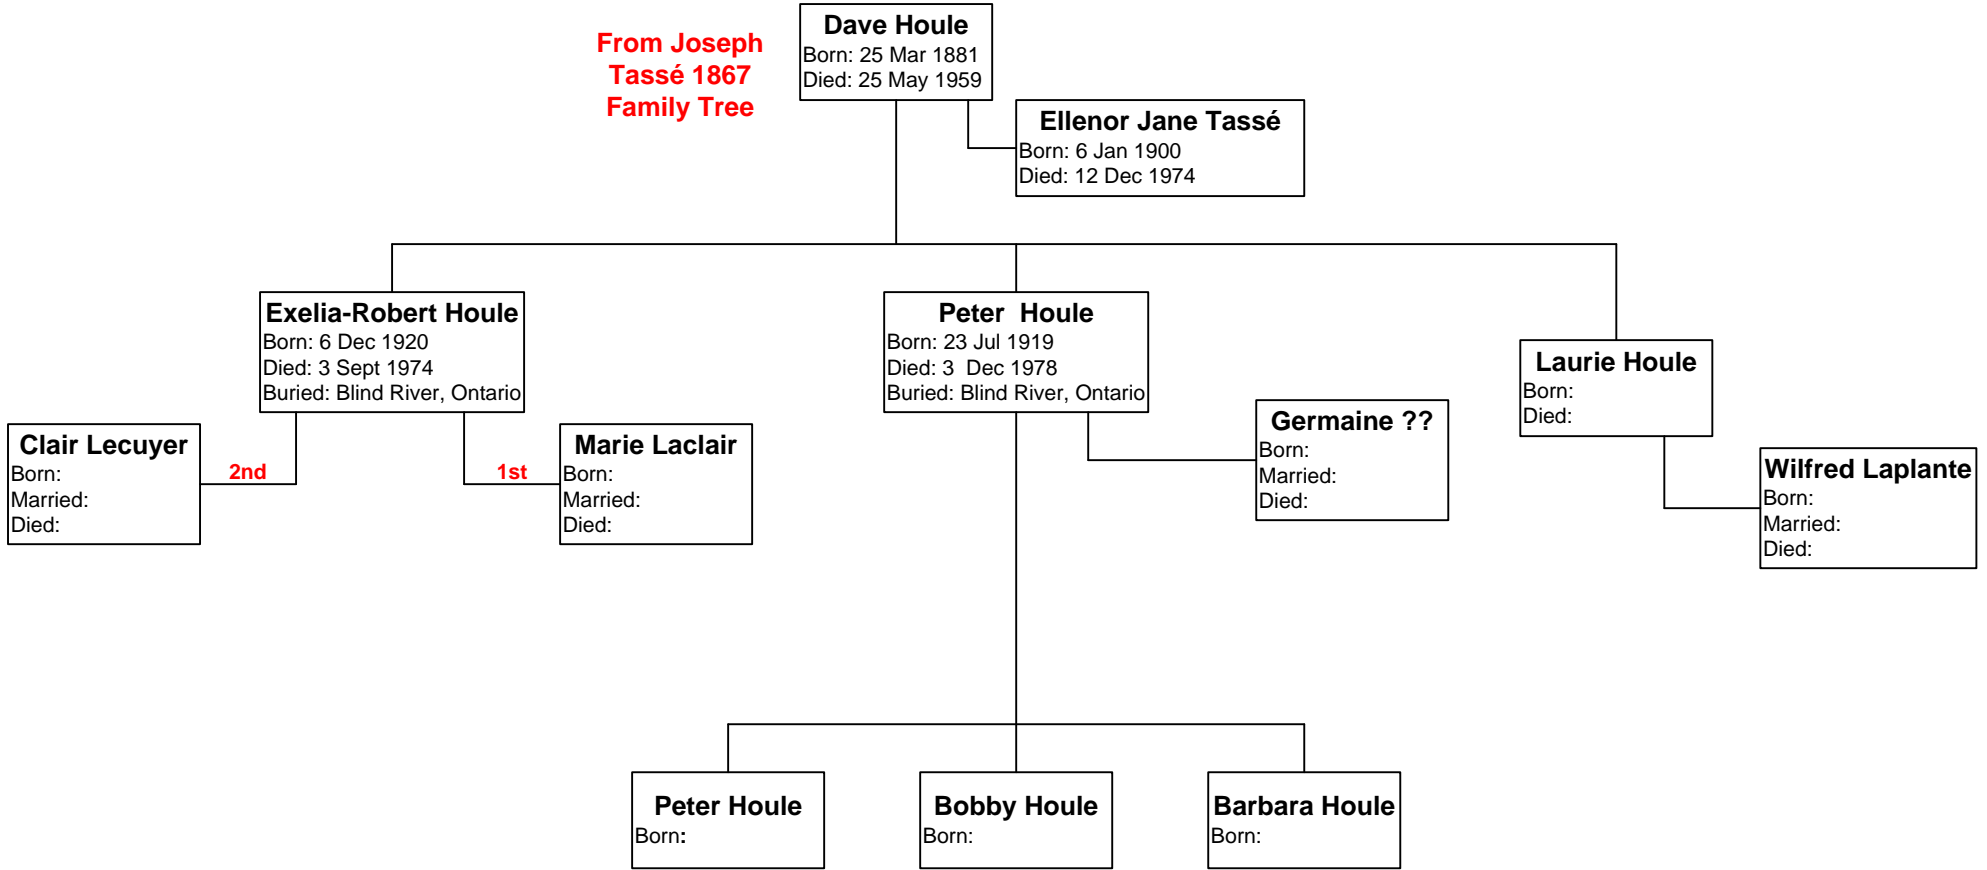 From Joseph
Tassé 1867
Family Tree
Dave Houle
Born: 25 Mar 1881
Died: 25 May 1959
Ellenor Jane Tassé
Born: 6 Jan 1900
Died: 12 Dec 1974
Exelia-Robert Houle
Born: 6 Dec 1920
Died: 3 Sept 1974
Buried: Blind River, Ontario
Peter  Houle
Born: 23 Jul 1919
Died: 3  Dec 1978
Buried: Blind River, Ontario
Laurie Houle
Born:
Died:
Clair Lecuyer
Born:
Married:
Died:
2nd
1st
Marie Laclair
Born:
Married:
Died:
Germaine ??
Born:
Married:
Died:
Wilfred Laplante
Born:
Married:
Died:
Peter Houle
Born:
Bobby Houle
Born:
Barbara Houle
Born: